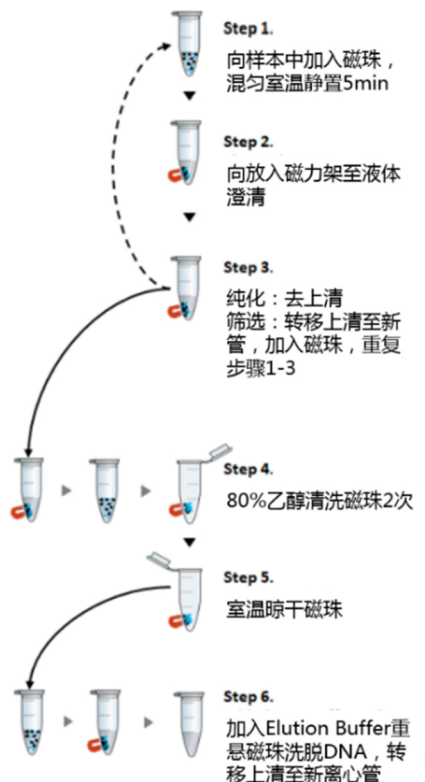 Step 1.
向样本中加入磁珠，
混匀室温静置5min
Step 2.
向放入磁力架至液体
澄清
Step 3.
纯化：去上清
筛选：转移上清至新
管，加入磁珠，重复
步骤1-3
Step 4.
80%乙醇清洗磁珠2次
Step 5.
室温晾干磁珠
Step 6.
加入Elution Buffer重
悬磁珠洗脱DNA，转
移上清至新离心管